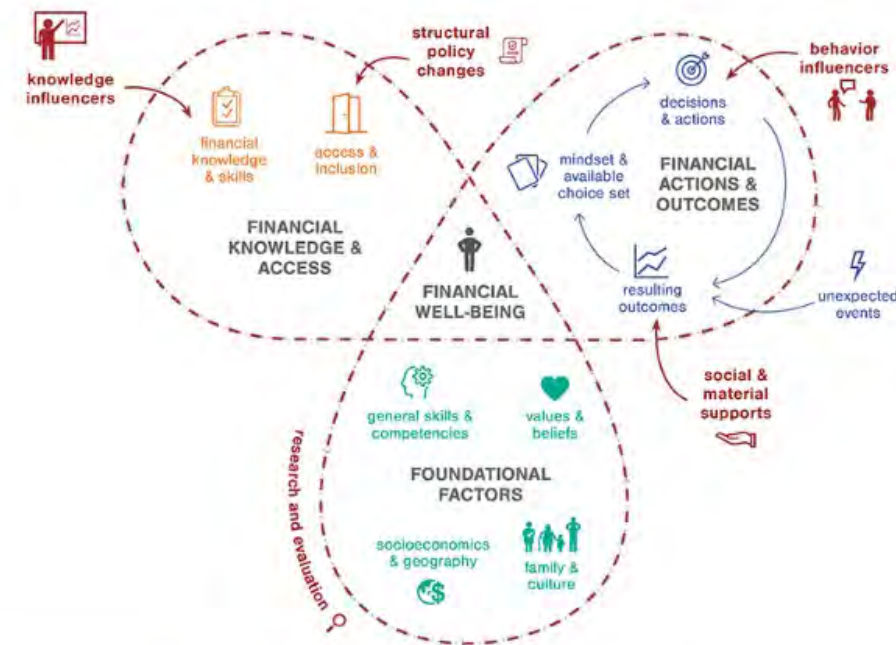 knowledge
influencers
structural
policy
changes
behavior
influencers
financial
knowledge
& skills
access &
inclusion
FINANCIAL
KNOWLEDGE &
ACCESS
decisions
& actions
mindset &
available
choice set
FINANCIAL
ACTIONS &
OUTCOMES
resulting
outcomes
unexpected
events
FINANCIAL
WELL-BEING
social &
material
supports
general skills &
competencies
values &
beliefs
FOUNDATIONAL
FACTORS
socioeconomics
& geography
$
family &
culture
research and evaluation